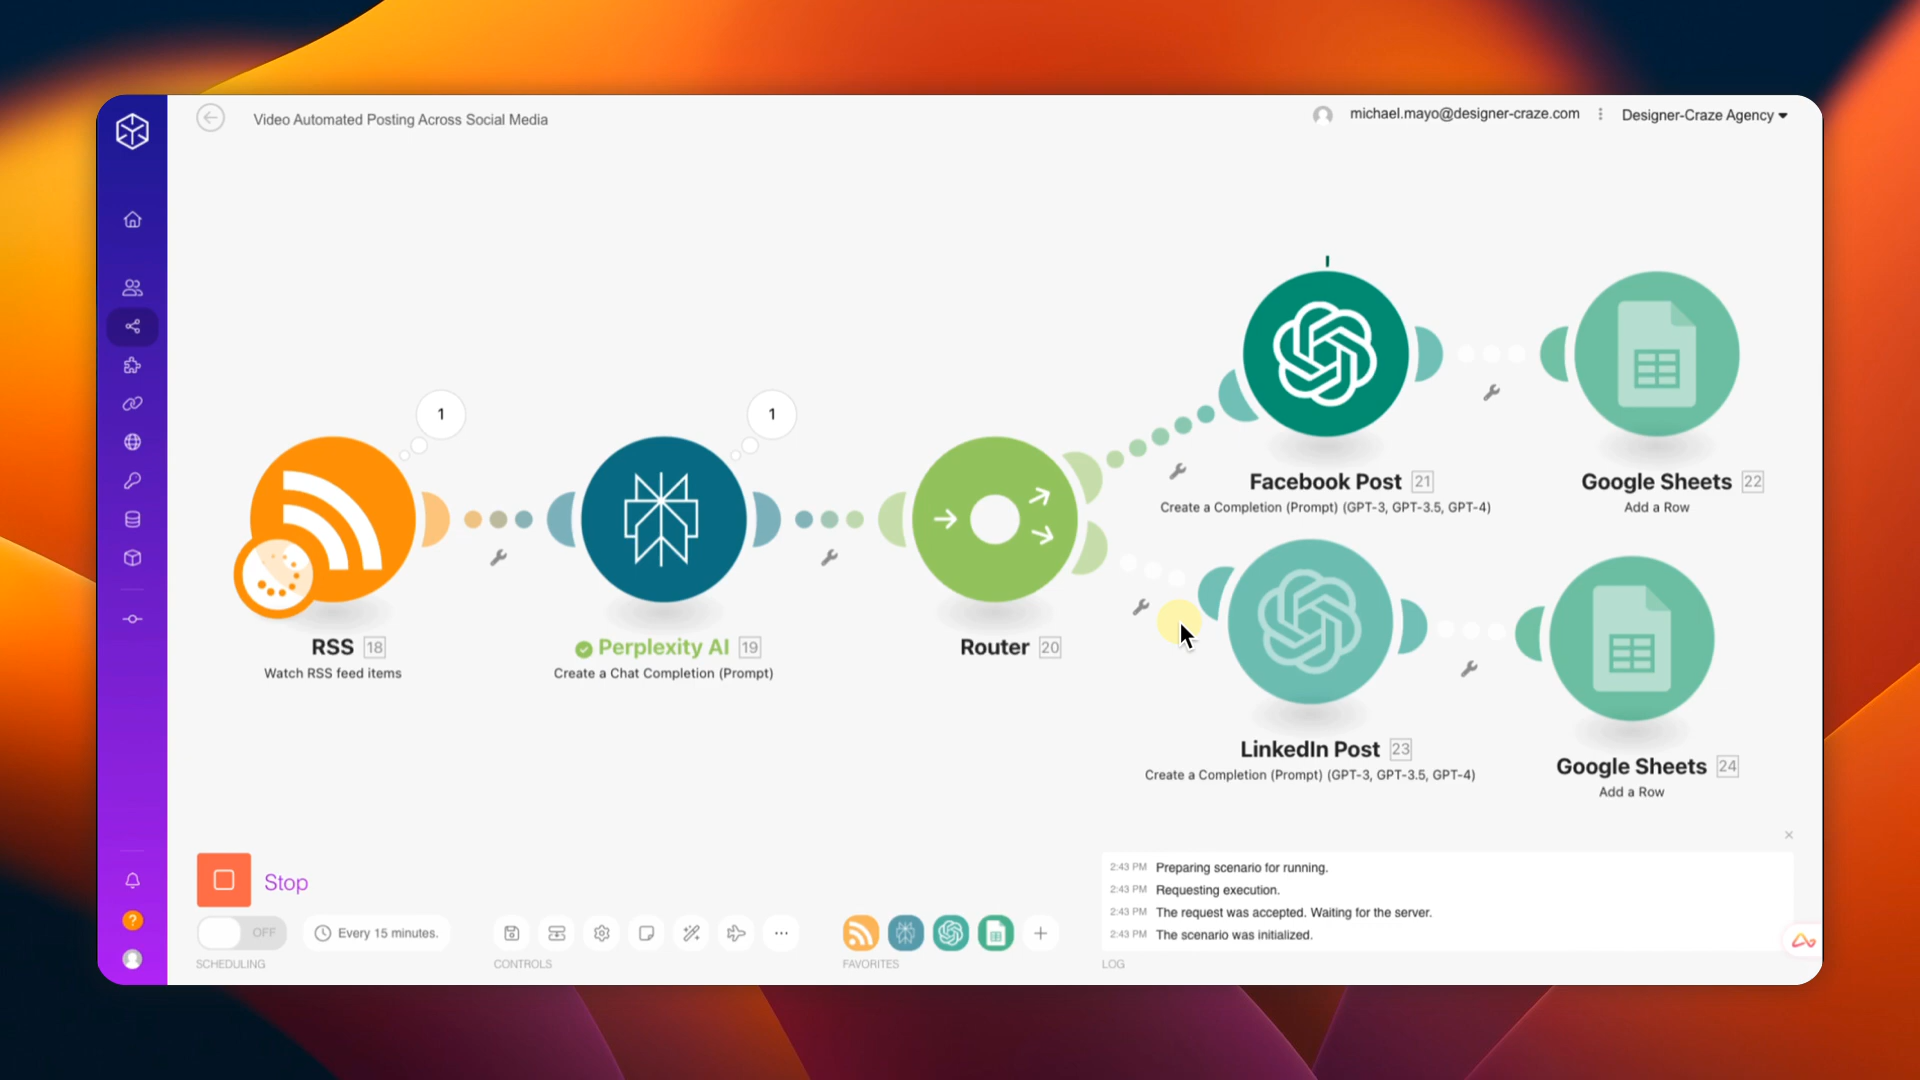 Video Automated Posting Across Social Media
michael.mayo@designer-craze.com
Designer-Craze Agency
1
1
RSS 18
Watch RSS feed items
Perplexity AI 19
Create a Chat Completion (Prompt)
Router 20
Facebook Post 21
Create a Completion (Prompt) (GPT-3, GPT-3.5, GPT-4)
Google Sheets 22
Add a Row
LinkedIn Post 23
Create a Completion (Prompt) (GPT-3, GPT-3.5, GPT-4)
Google Sheets 24
Add a Row
Stop
OFF
Every 15 minutes.
SCHEDULING
CONTROLS
FAVORITES
2:43 PM Preparing scenario for running.
2:43 PM Requesting execution.
2:43 PM The request was accepted. Waiting for the server.
2:43 PM The scenario was initialized.
LOG
?